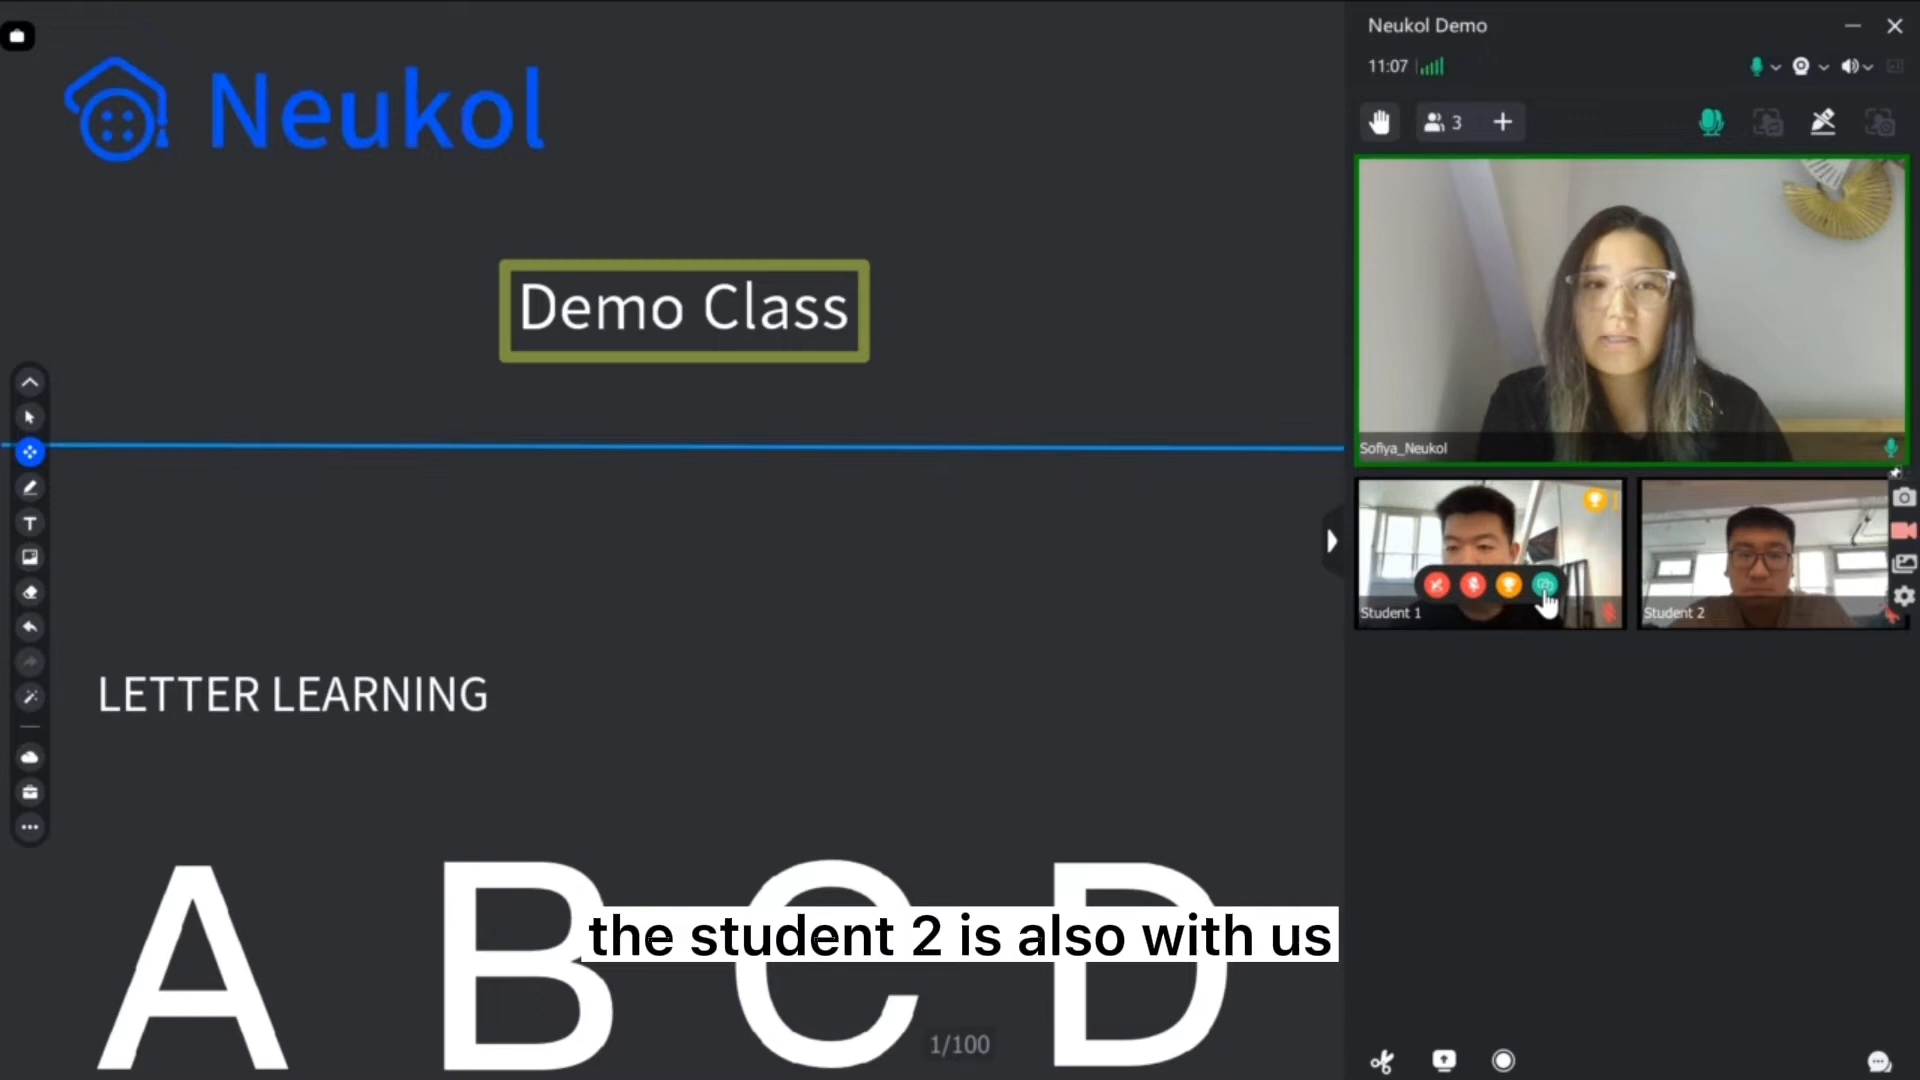 Neukol
Demo Class
LETTER LEARNING
A B C D
the student 2 is also with us
1/100
Neukol Demo
11:07
3
Sofiya_Neukol
1
Student 1
Student 2